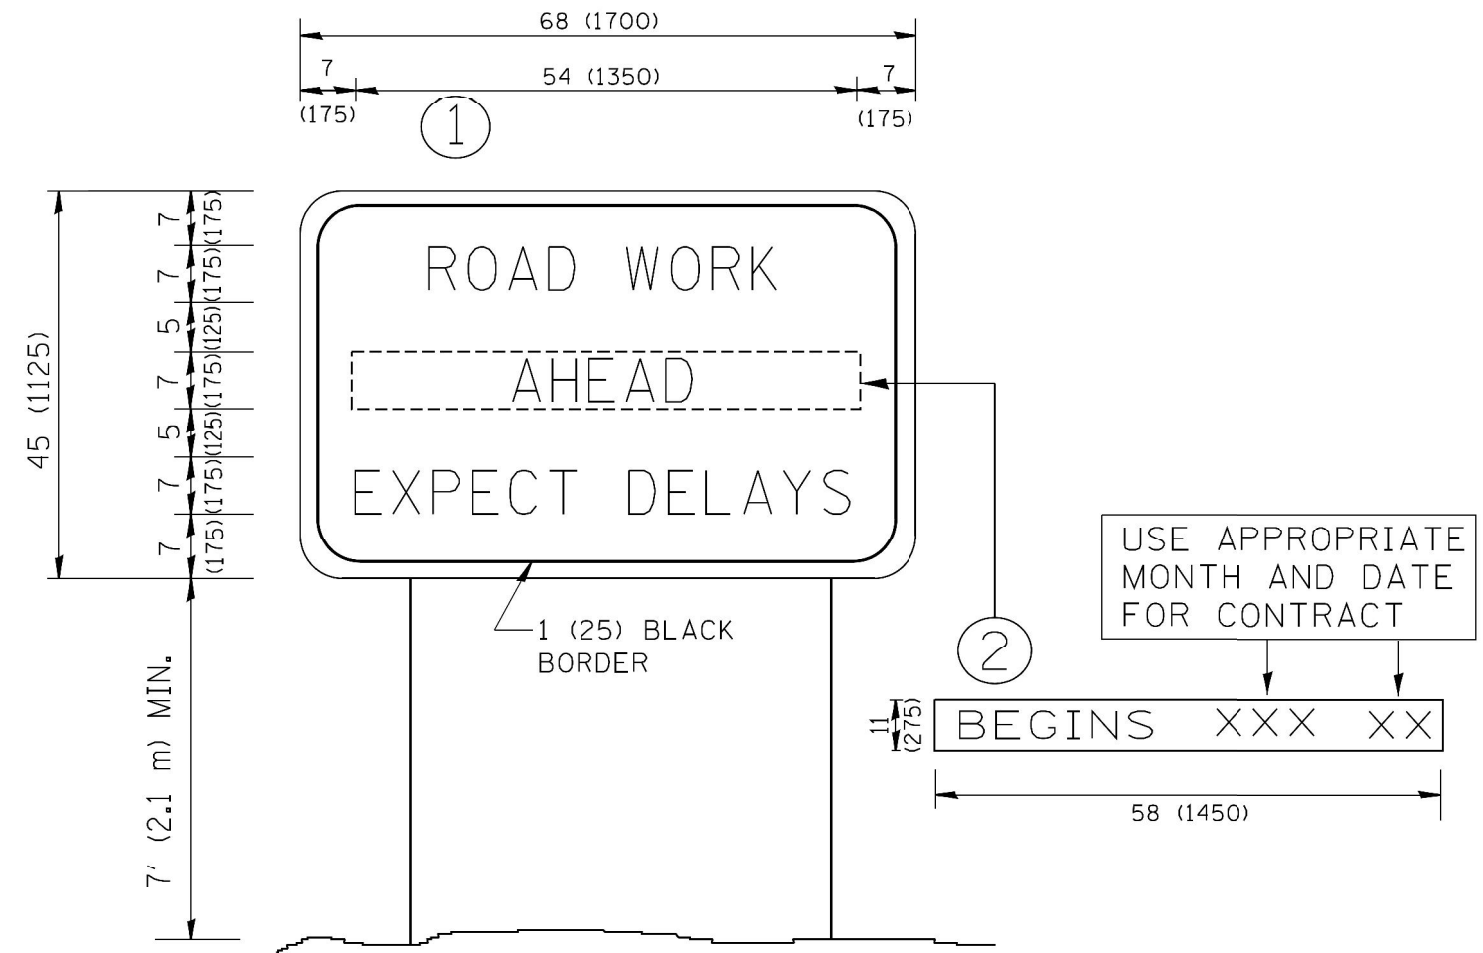 68 (1700)
7
54 (1350)
7
(175)
(175)
1
45 (1125)
7 (175)
7 (175)
5 (125)
7 (175)
5 (125)
7 (175)
7 (175)
ROAD WORK
AHEAD
EXPECT DELAYS
1 (25) BLACK
BORDER
7' (2.1 m) MIN.
2
USE APPROPRIATE
MONTH AND DATE
FOR CONTRACT
11
(275)
BEGINS XXX XX
58 (1450)